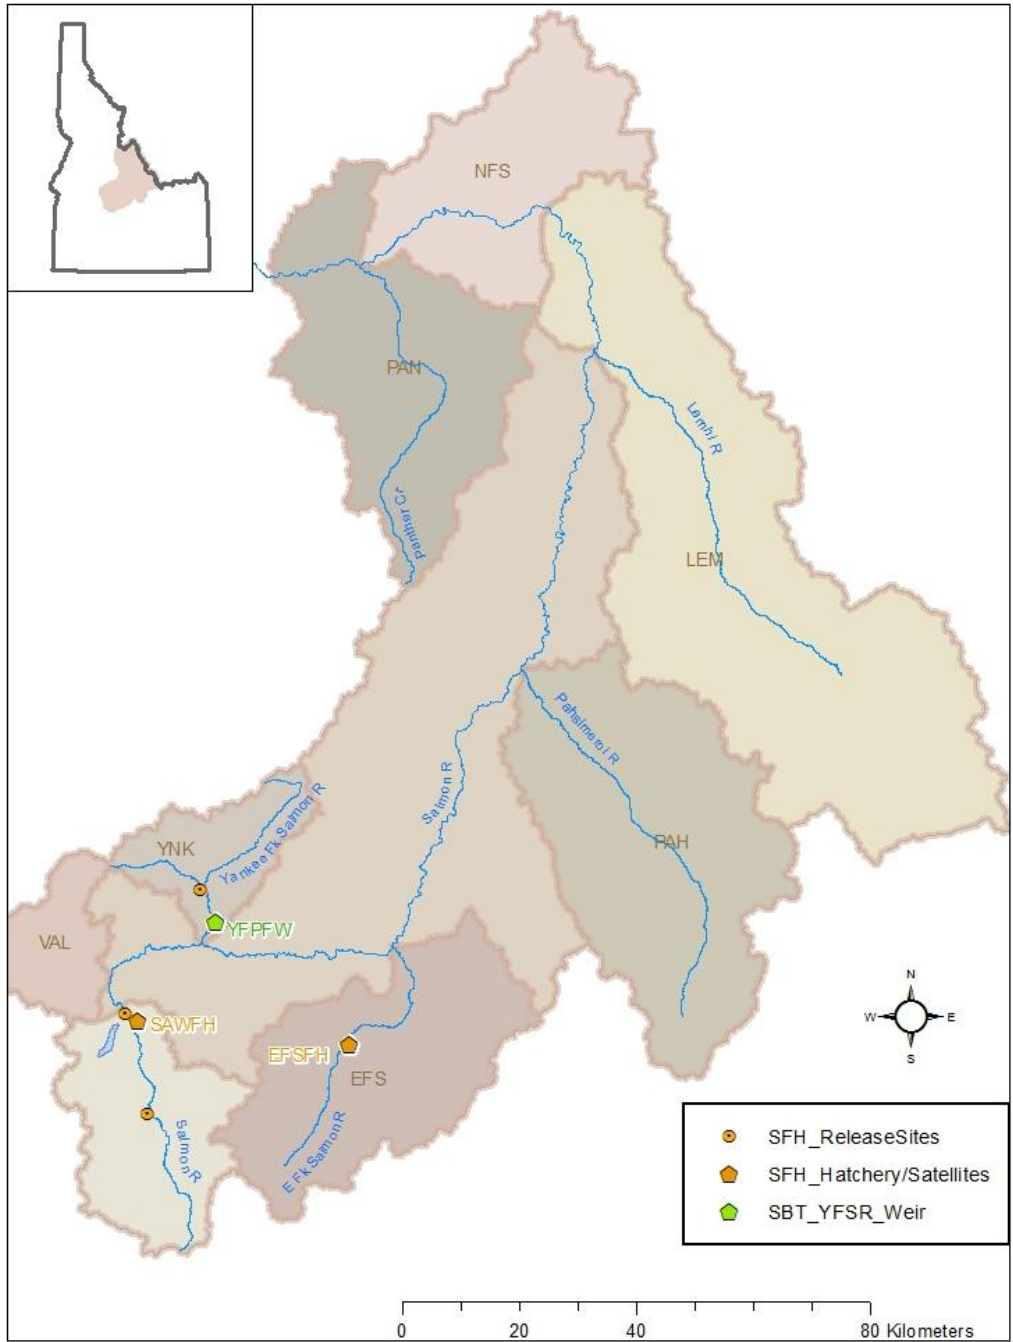 NFS
PAN
Lemhi R
Panther Cr
LEM
Pahsimeroi R
Salmon R
Yankee Fk Salmon R
YNK
PAH
YFPFW
VAL
N
W
E
S
SAWFH
EFSFH
EFS
E Fk Salmon R
Salmon R
SFH_ReleaseSites
SFH_Hatchery/Satellites
SBT_YFSR_Weir
0 20 40 80 Kilometers